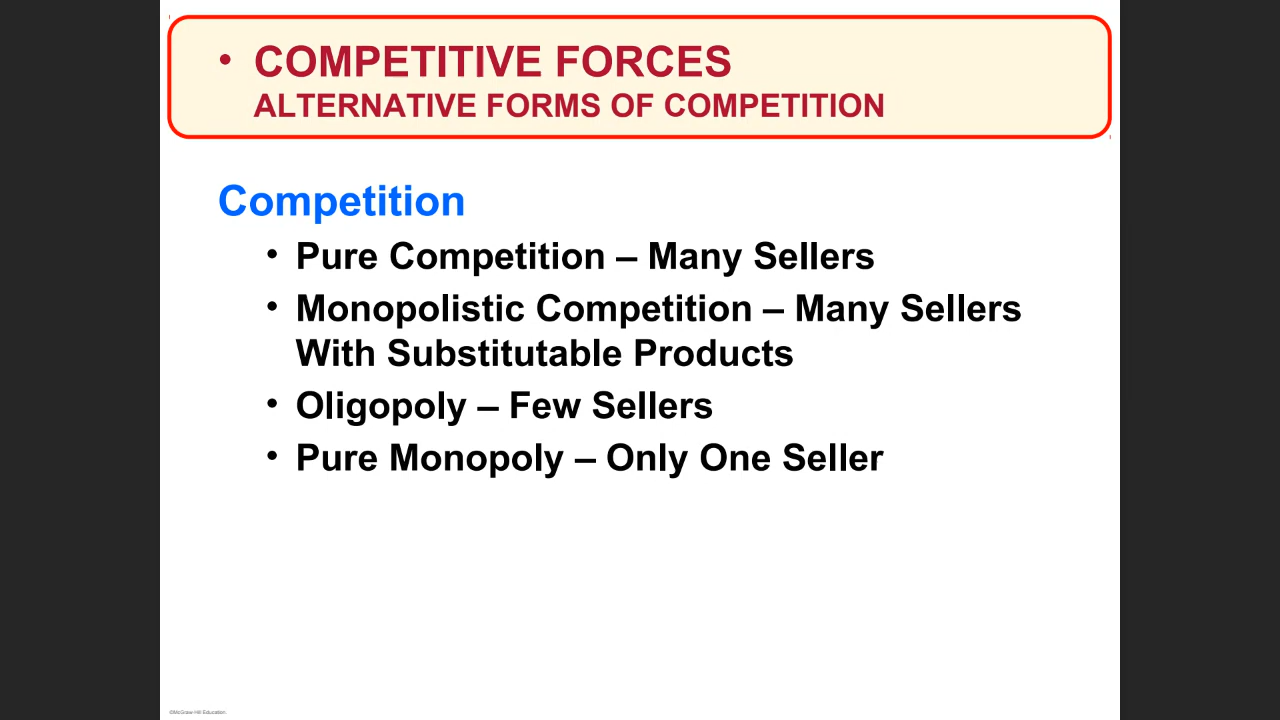 • COMPETITIVE FORCES
ALTERNATIVE FORMS OF COMPETITION
Competition
• Pure Competition – Many Sellers
• Monopolistic Competition – Many Sellers
With Substitutable Products
• Oligopoly – Few Sellers
• Pure Monopoly – Only One Seller
©McGraw-Hill Education.